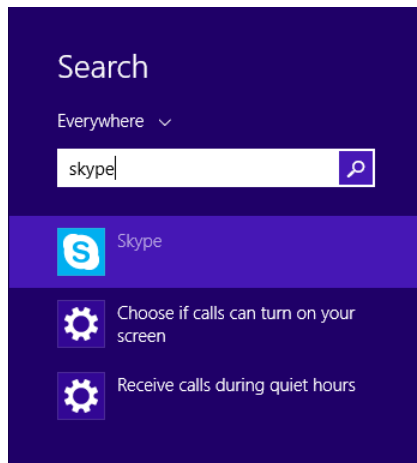 Search
Everywhere
skype
Skype
Choose if calls can turn on your
screen
Receive calls during quiet hours